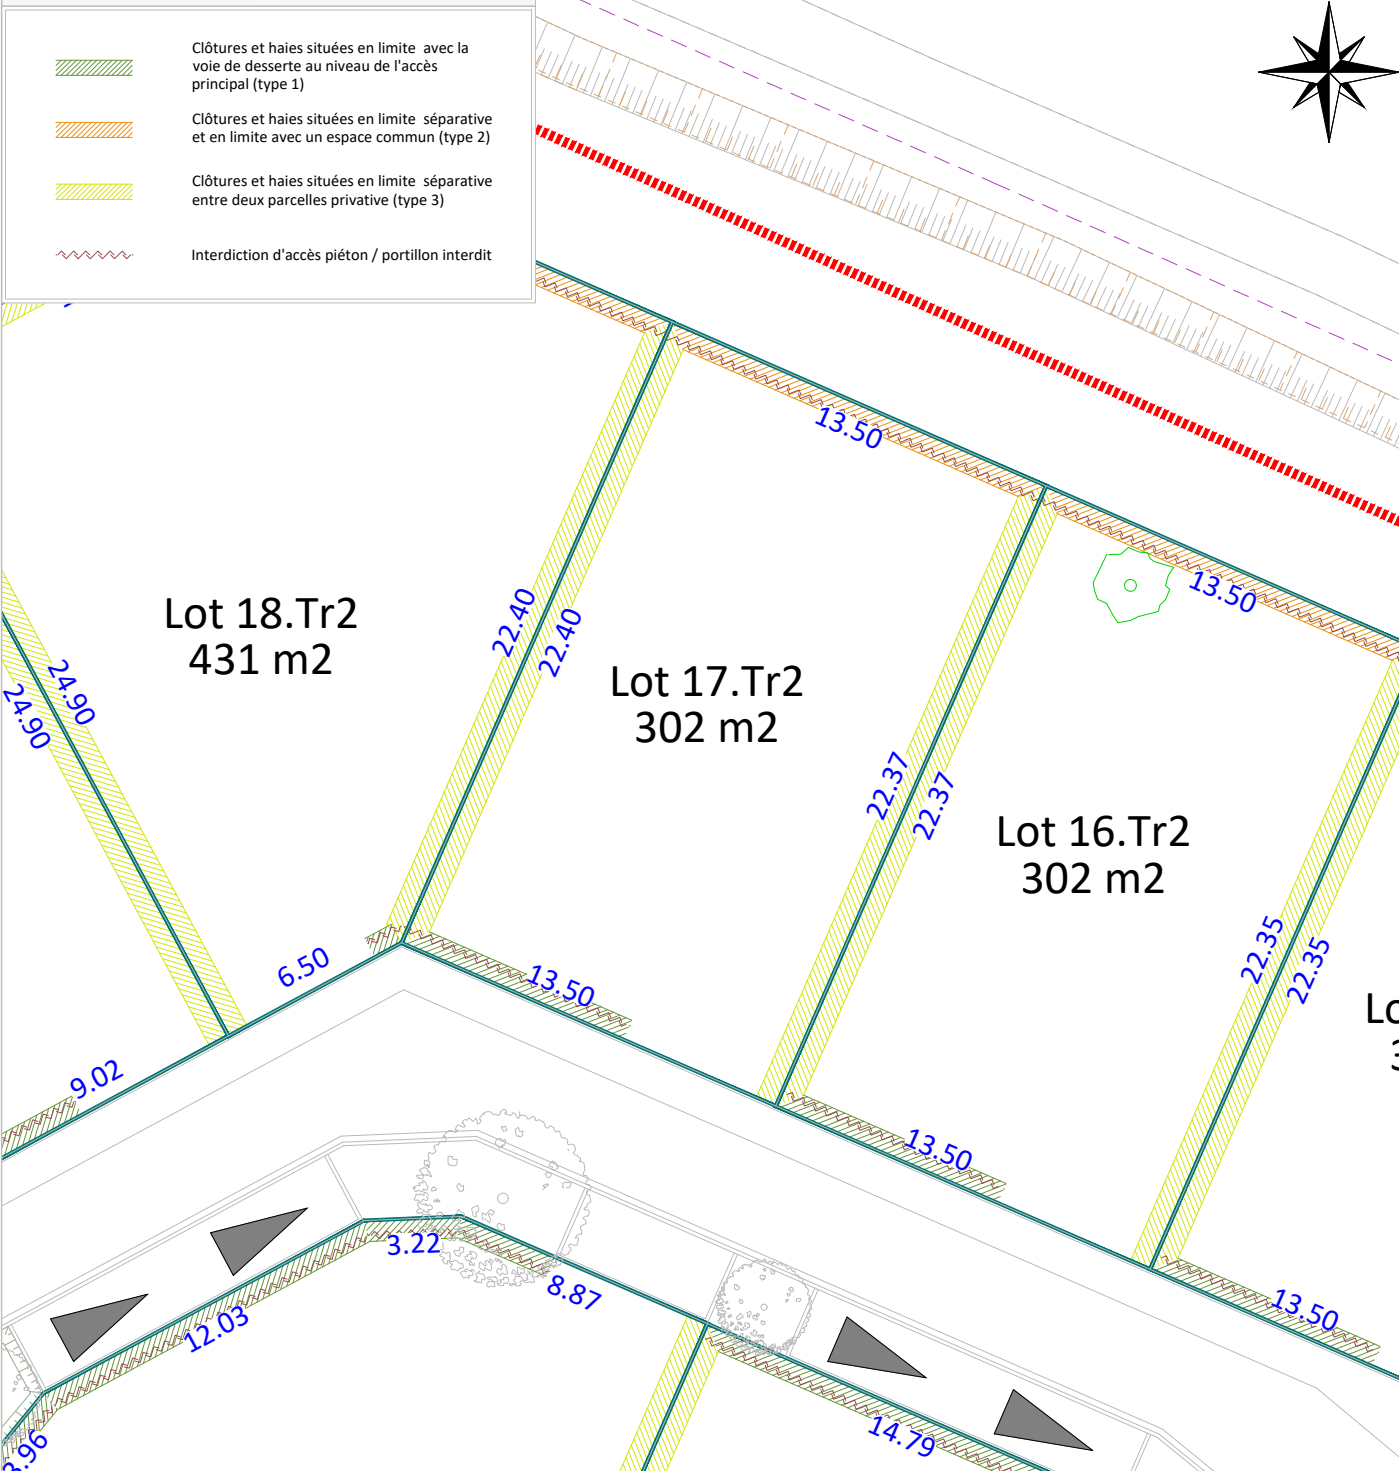 Clôtures et haies situées en limite avec la
voie de desserte au niveau de l'accès
principal (type 1)
Clôtures et haies situées en limite séparative
et en limite avec un espace commun (type 2)
Clôtures et haies situées en limite séparative
entre deux parcelles privative (type 3)
Interdiction d'accès piéton / portillon interdit
13.50
13.50
Lot 18.Tr2
431 m2
22.40
22.40
24.90
24.90
Lot 17.Tr2
302 m2
22.37
22.37
Lot 16.Tr2
302 m2
22.35
22.35
6.50
13.50
9.02
13.50
13.50
3.22
8.87
12.03
14.79
3.96